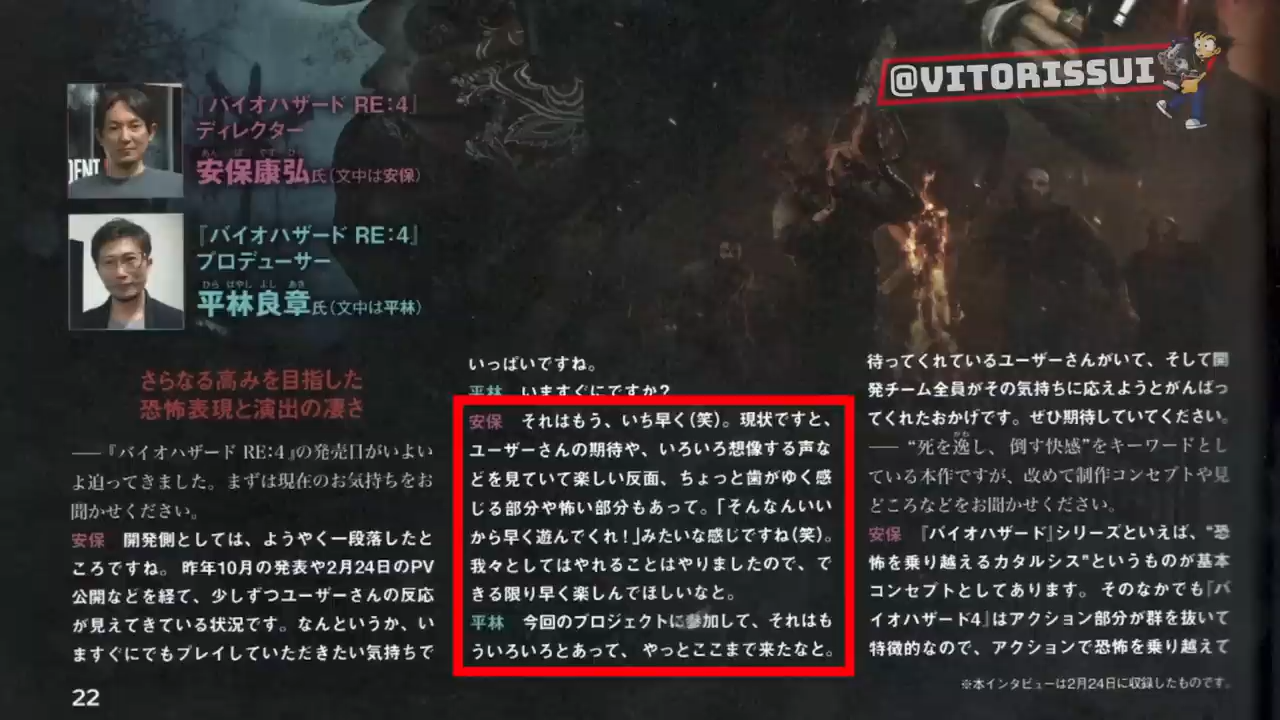 @VITORISSUI
『バイオハザード RE:4』
ディレクター
あん ぽ やす ひろ
安保康弘氏(文中は安保)
『バイオハザード RE:4』
プロデューサー
ひら ばやし よし あき
平林良章氏(文中は平林)
さらなる高みを目指した
恐怖表現と演出の凄さ
──『バイオハザード RE:4』の発売日がいよい
よ迫ってきました。まずは現在のお気持ちをお
聞かせください。
安保 開発側としては、ようやく一段落したと
ころですね。昨年10月の発表や2月24日のPV
公開などを経て、少しずつユーザーさんの反応
が見えてきている状況です。なんというか、い
ますぐにでもプレイしていただきたい気持ちで
いっぱいですね。
平林 いますぐにですか?
安保 それはもう、いち早く(笑)。現状ですと、
ユーザーさんの期待や、いろいろ想像する声な
どを見ていて楽しい反面、ちょっと歯がゆく感
じる部分や怖い部分もあって。「そんなんいい
から早く遊んでくれ!」みたいな感じですね(笑)。
我々としてはやれることはやりましたので、で
きる限り早く楽しんでほしいなと。
平林 今回のプロジェクトに参加して、それはも
ういろいろとあって、やっとここまで来たなと。
待ってくれているユーザーさんがいて、そして開
発チーム全員がその気持ちに応えようとがんばっ
てくれたおかげです。ぜひ期待していてください。
──“死を逸し、倒す快感”をキーワードとし
ている本作ですが、改めて制作コンセプトや見
どころなどをお聞かせください。
安保 『バイオハザード』シリーズといえば、“恐
怖を乗り越えるカタルシス”というものが基本
コンセプトとしてあります。そのなかでも『バ
イオハザード4』はアクション部分が群を抜いて
特徴的なので、アクションで恐怖を乗り越えて
※本インタビューは2月24日に収録したものです。
22